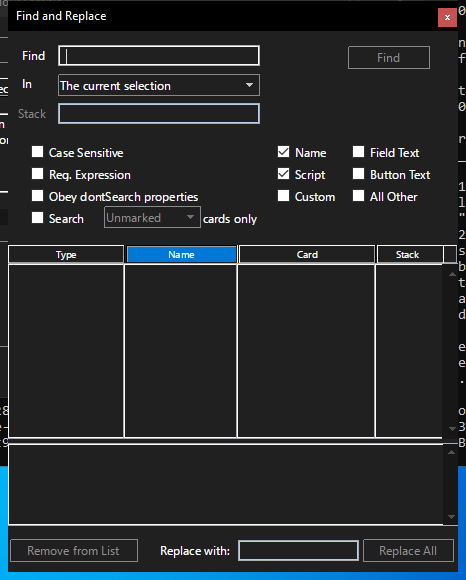 Find and Replace
Find
Find
In
The current selection
Stack
Case Sensitive
Name
Field Text
Reg. Expression
Script
Button Text
Obey dontSearch properties
Custom
All Other
Search
Unmarked
cards only
Type
Name
Card
Stack
Remove from List
Replace with:
Replace All